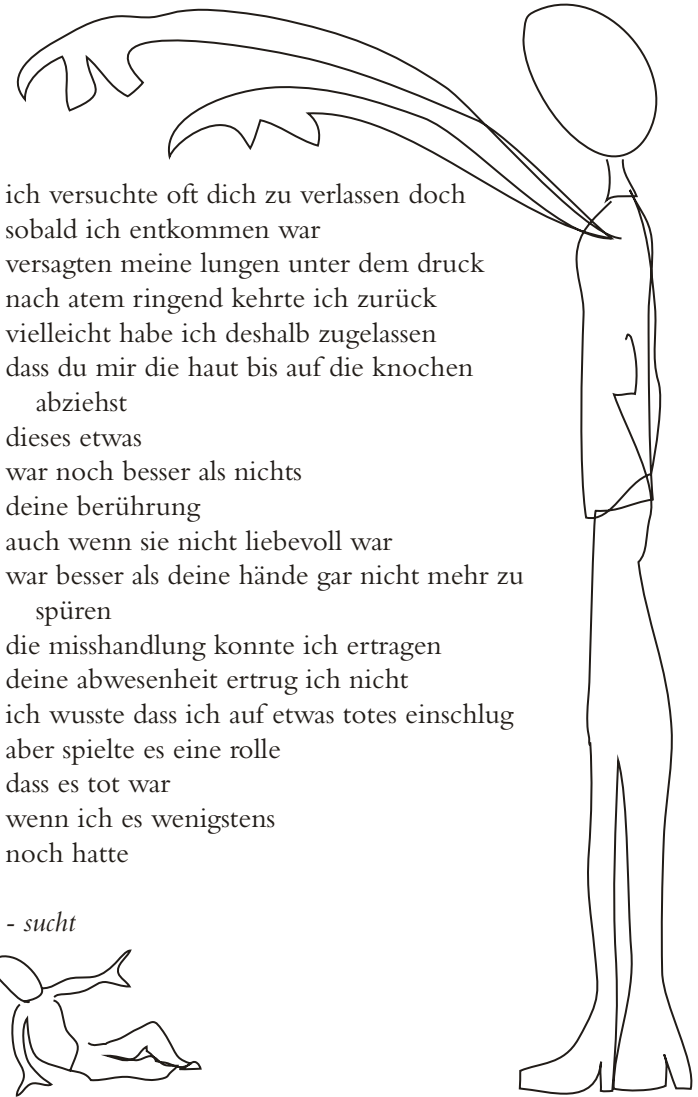 ich versuchte oft dich zu verlassen doch
sobald ich entkommen war
versagten meine lungen unter dem druck
nach atem ringend kehrte ich zurück
vielleicht habe ich deshalb zugelassen
dass du mir die haut bis auf die knochen
abziehst
dieses etwas
war noch besser als nichts
deine berührung
auch wenn sie nicht liebevoll war
war besser als deine hände gar nicht mehr zu
spüren
die misshandlung konnte ich ertragen
deine abwesenheit ertrug ich nicht
ich wusste dass ich auf etwas totes einschlug
aber spielte es eine rolle
dass es tot war
wenn ich es wenigstens
noch hatte
- sucht